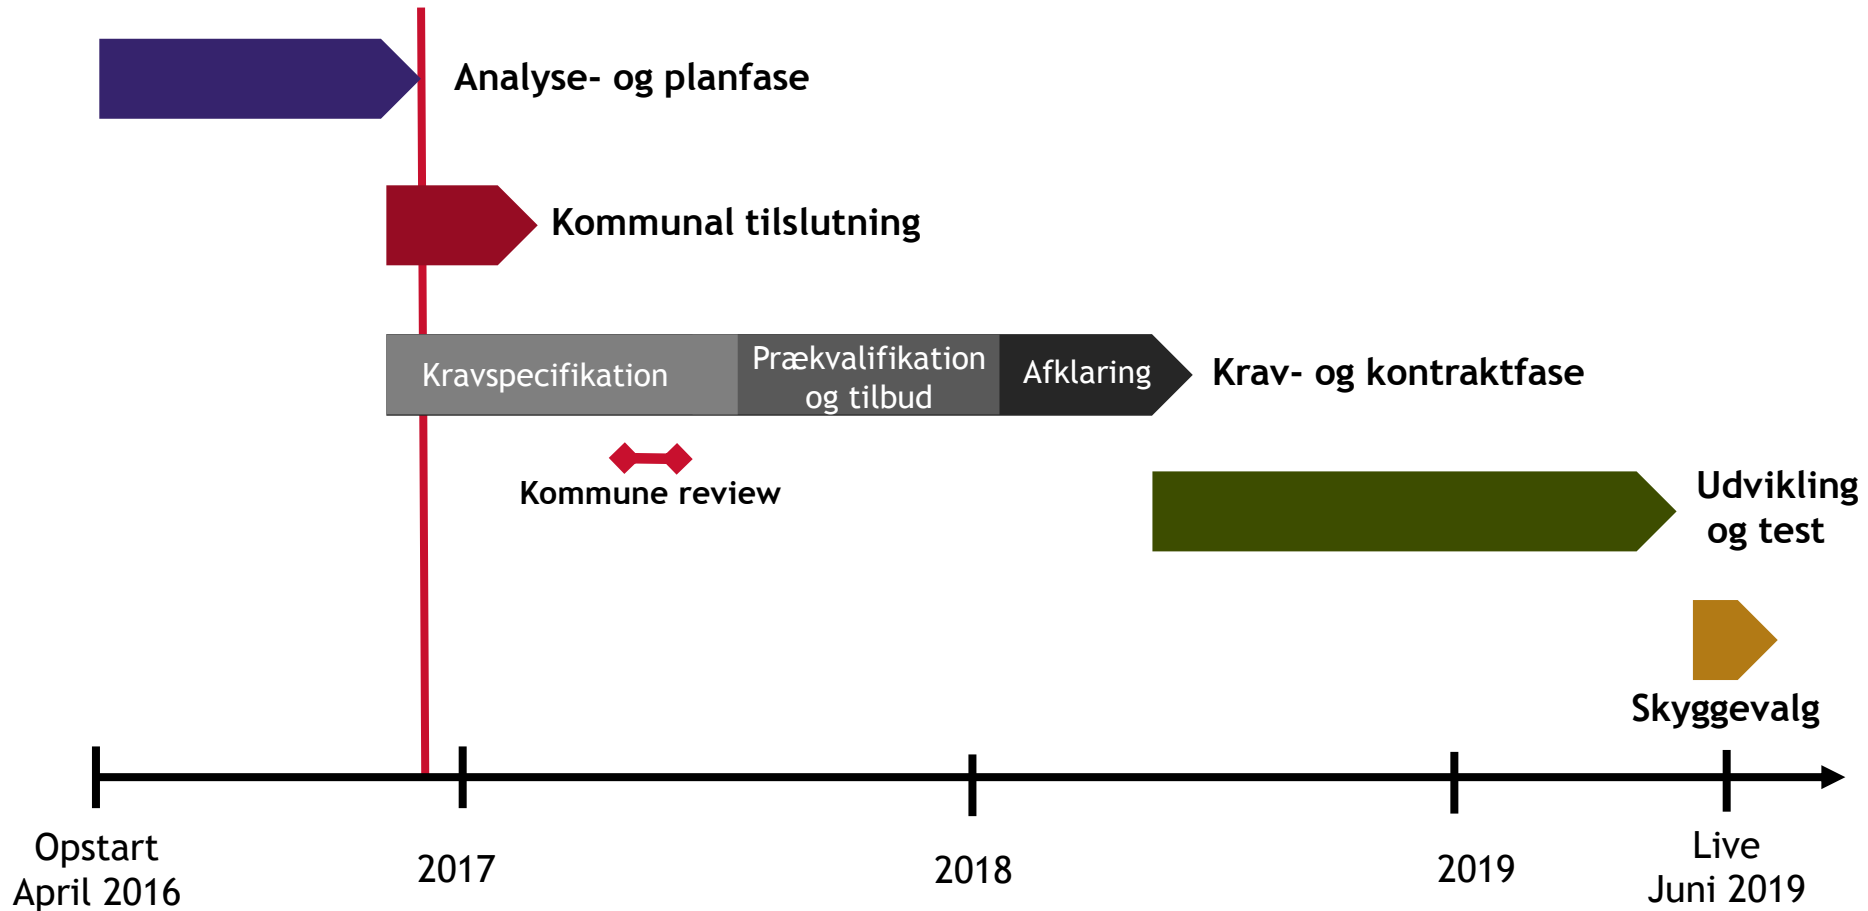 Analyse- og planfase
Kommunal tilslutning
Kravspecifikation
Prækvalifikation
og tilbud
Afklaring
Krav- og kontraktfase
Kommune review
Udvikling
og test
Skyggevalg
Opstart
April 2016
2017
2018
2019
Live
Juni 2019